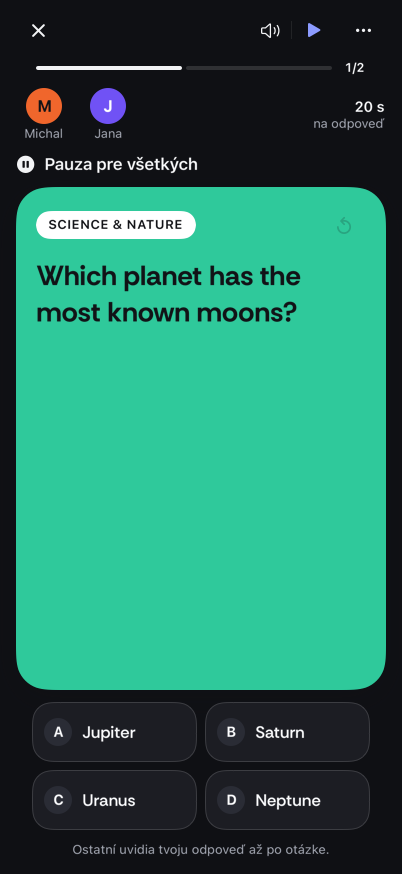 1/2
M
J
20 s
Michal
Jana
na odpoveď
Pauza pre všetkých
SCIENCE & NATURE
Which planet has the
most known moons?
A Jupiter
B Saturn
C Uranus
D Neptune
Ostatní uvidia tvoju odpoveď až po otázke.